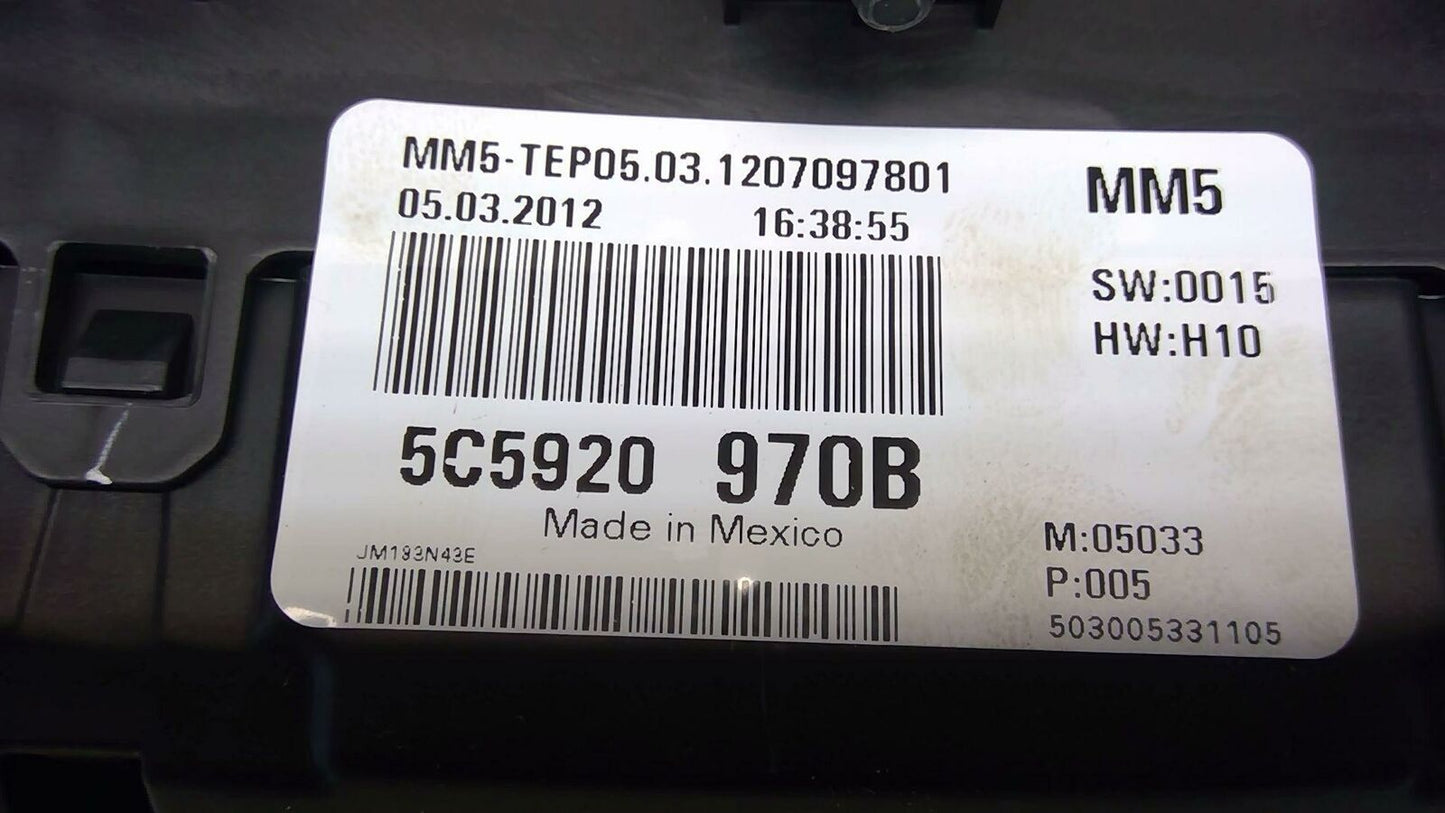 MM5-TEP05.03.1207097801
05.03.2012 16:38:55
MM5
SW:0015
HW:H10
5C5920 970B
Made in Mexico
JM193N43E
M:05033
P:005
503005331105